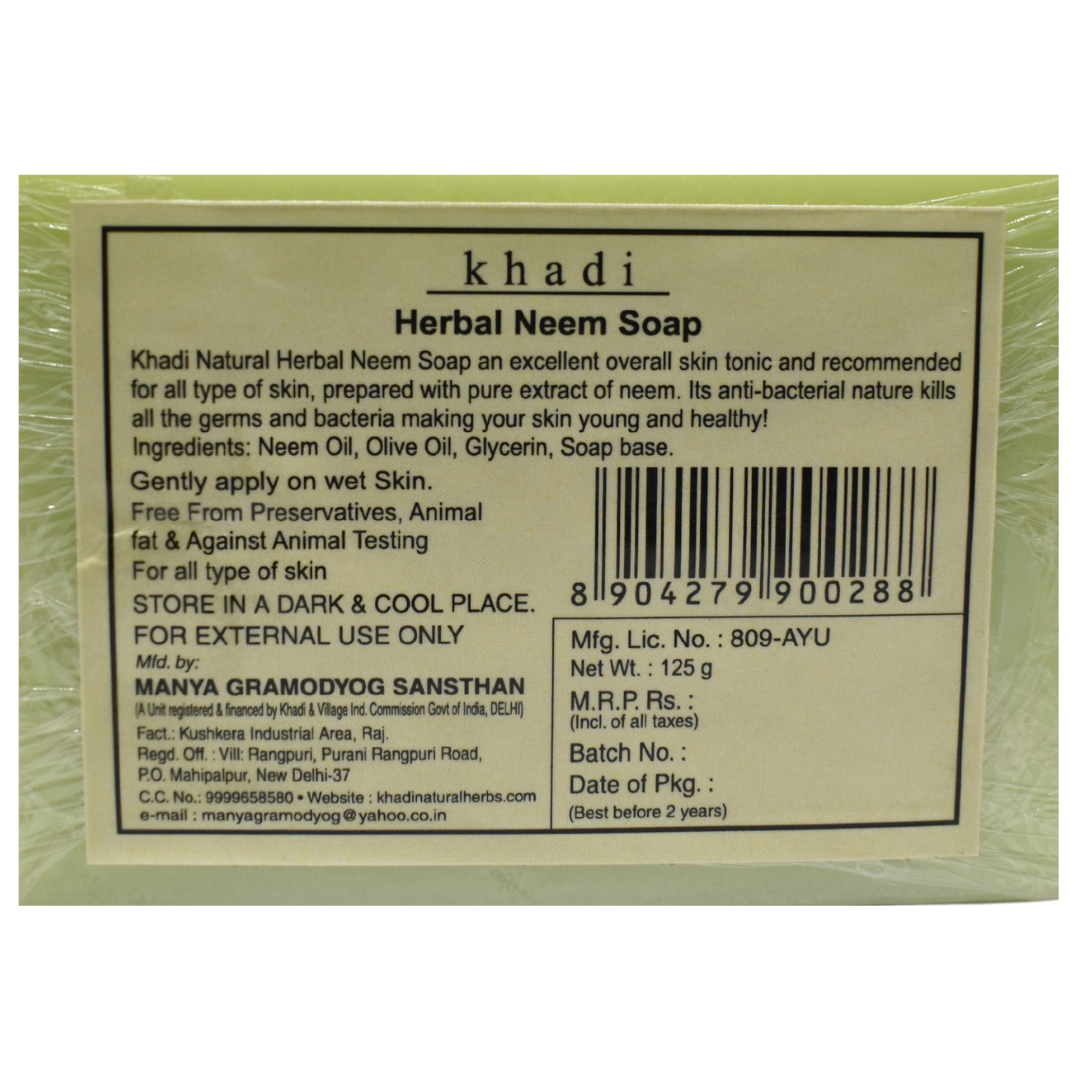 khadi
Herbal Neem Soap
Khadi Natural Herbal Neem Soap an excellent overall skin tonic and recommended
for all type of skin, prepared with pure extract of neem. Its anti-bacterial nature kills
all the germs and bacteria making your skin young and healthy!
Ingredients: Neem Oil, Olive Oil, Glycerin, Soap base.
Gently apply on wet Skin.
Free From Preservatives, Animal
fat & Against Animal Testing
For all type of skin
STORE IN A DARK & COOL PLACE.
FOR EXTERNAL USE ONLY
Mfd. by:
MANYA GRAMODYOG SANSTHAN
(A Unit registered & financed by Khadi & Village Ind. Commission Govt of India, DELHI)
Fact.: Kushkera Industrial Area, Raj.
Regd. Off. : Vill: Rangpuri, Purani Rangpuri Road,
P.O. Mahipalpur, New Delhi-37
C.C. No.: 9999658580 • Website : khadinaturalherbs.com
e-mail : manyagramodyog@yahoo.co.in
8 904279 900288
Mfg. Lic. No. : 809-AYU
Net Wt. : 125 g
M.R.P. Rs. :
(Incl. of all taxes)
Batch No. :
Date of Pkg. :
(Best before 2 years)